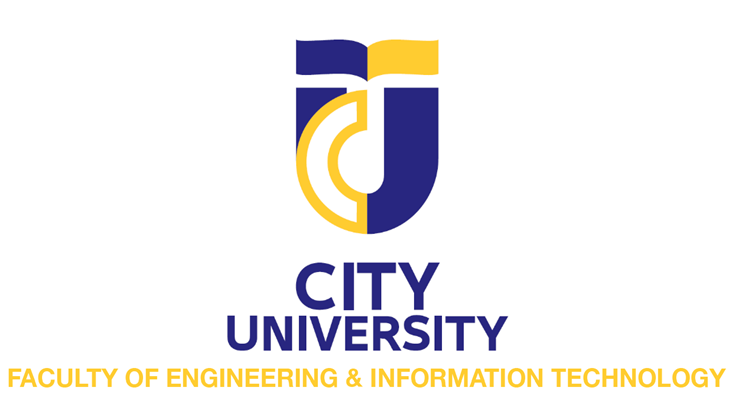 CITY
UNIVERSITY
FACULTY OF ENGINEERING & INFORMATION TECHNOLOGY